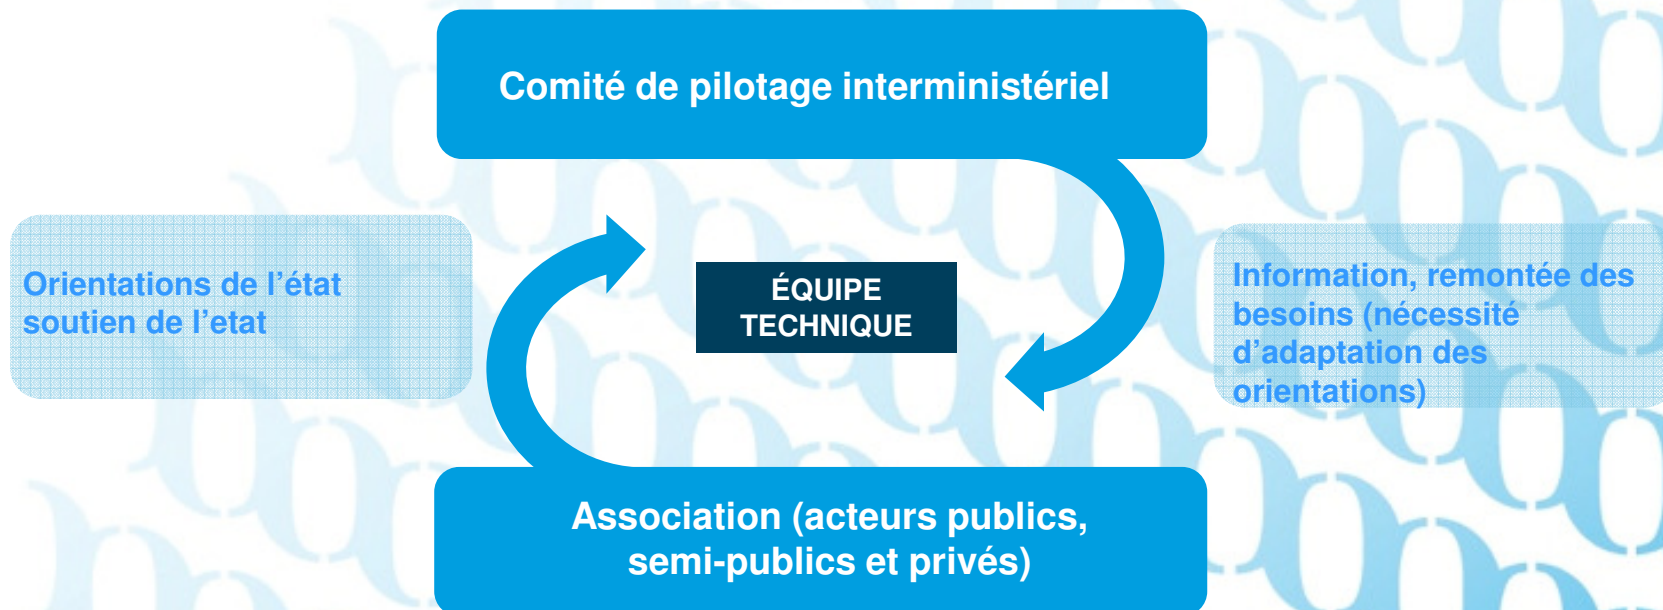 Comité de pilotage interministériel
Orientations de l’état
soutien de l’etat
ÉQUIPE
TECHNIQUE
Information, remontée des
besoins (nécessité
d’adaptation des
orientations)
Association (acteurs publics,
semi-publics et privés)